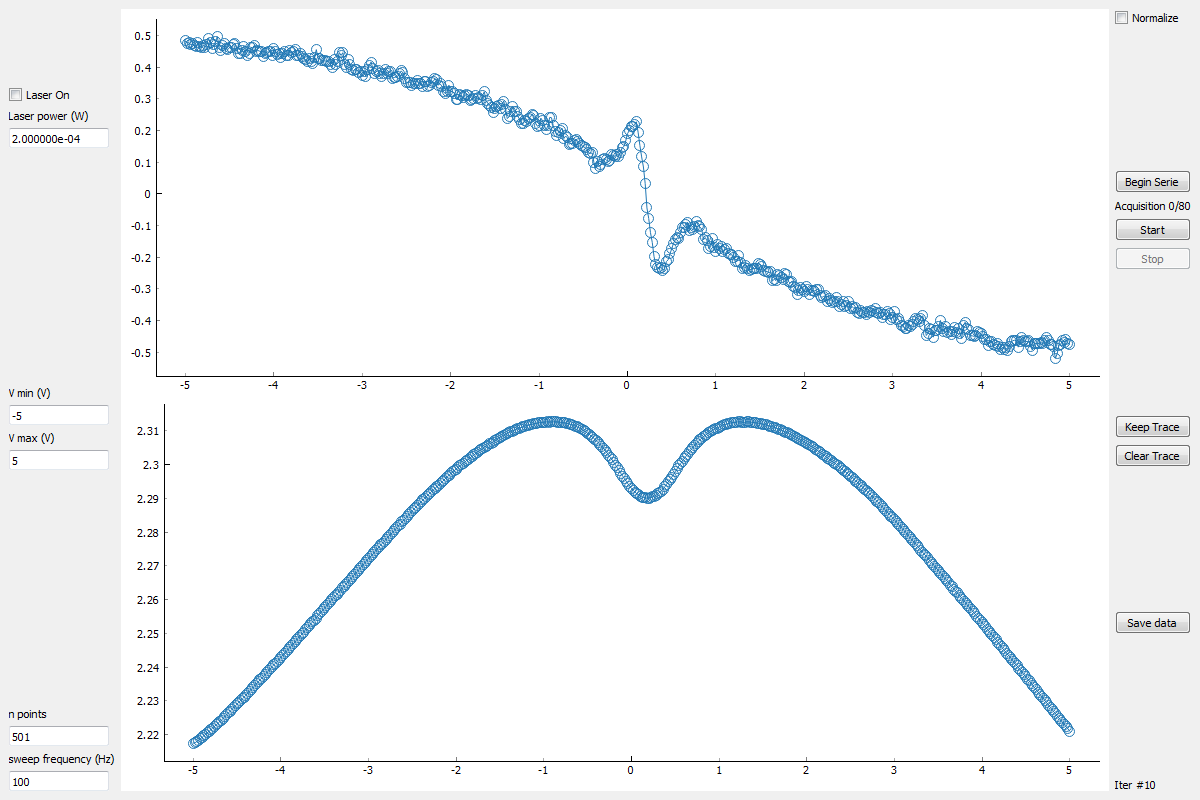 Normalize
Laser On
Laser power (W)
2.000000e-04
0.5
0.4
0.3
0.2
0.1
0
-0.1
-0.2
-0.3
-0.4
-0.5
-5 -4 -3 -2 -1 0 1 2 3 4 5
Begin Serie
Acquisition 0/80
Start
Stop
V min (V)
-5
V max (V)
5
2.31
2.3
2.29
2.28
2.27
2.26
2.25
2.24
2.23
2.22
-5 -4 -3 -2 -1 0 1 2 3 4 5
Keep Trace
Clear Trace
Save data
n points
501
sweep frequency (Hz)
100
Iter #10